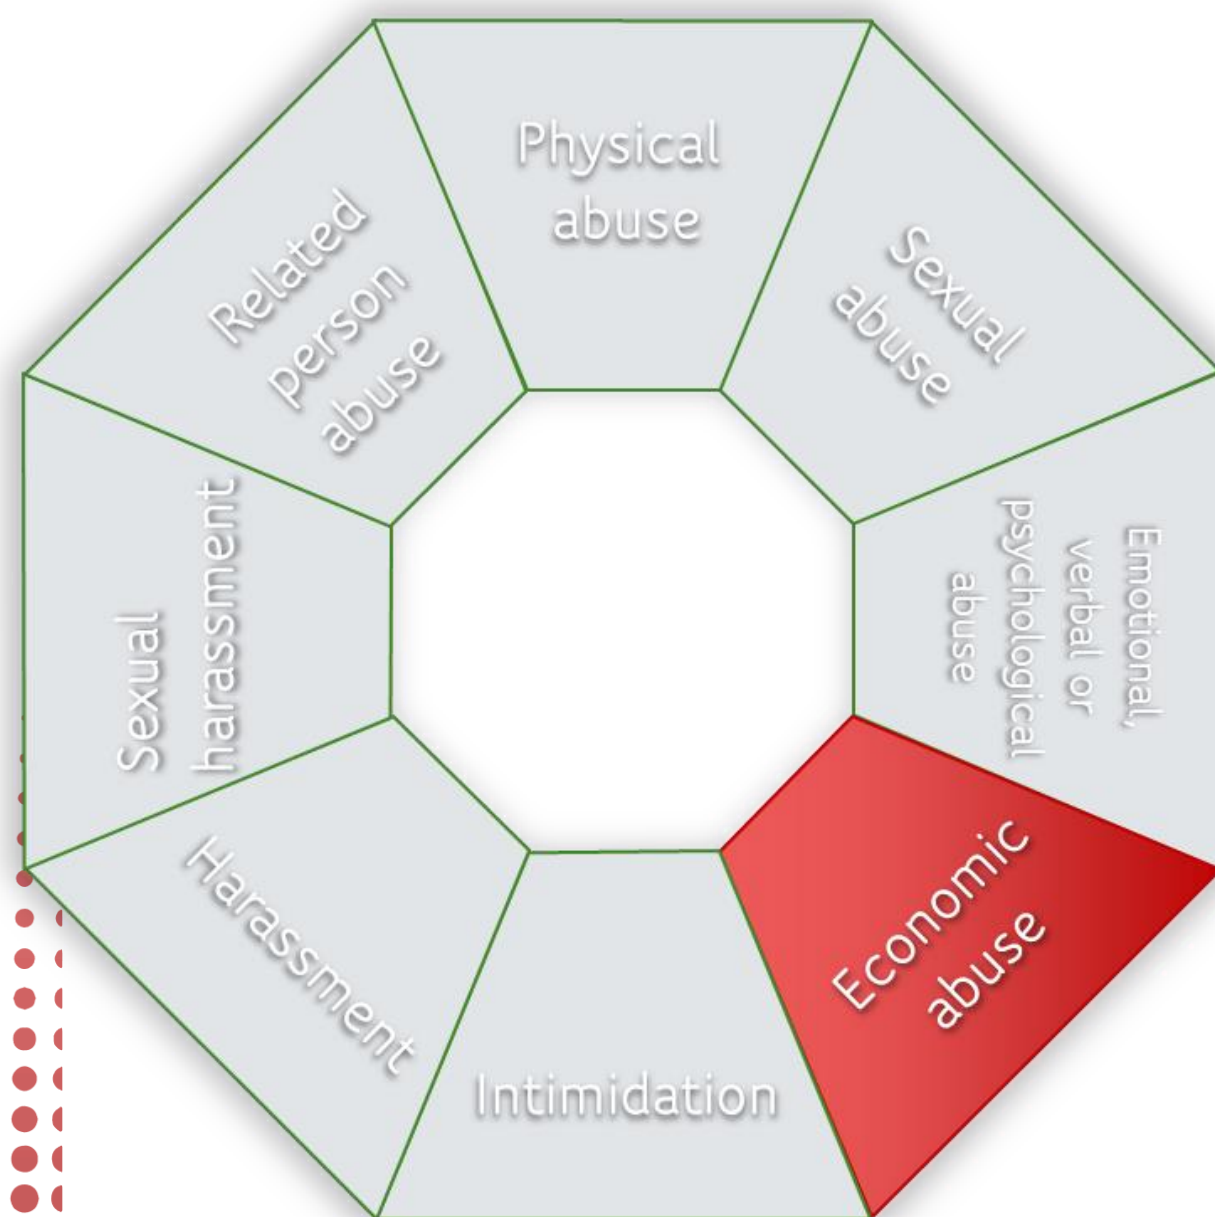 Physical
abuse
Sexual
abuse
Emotional,
verbal or
psychological
abuse
Economic
abuse
Intimidation
Harassment
Sexual
harassment
Related
person
abuse